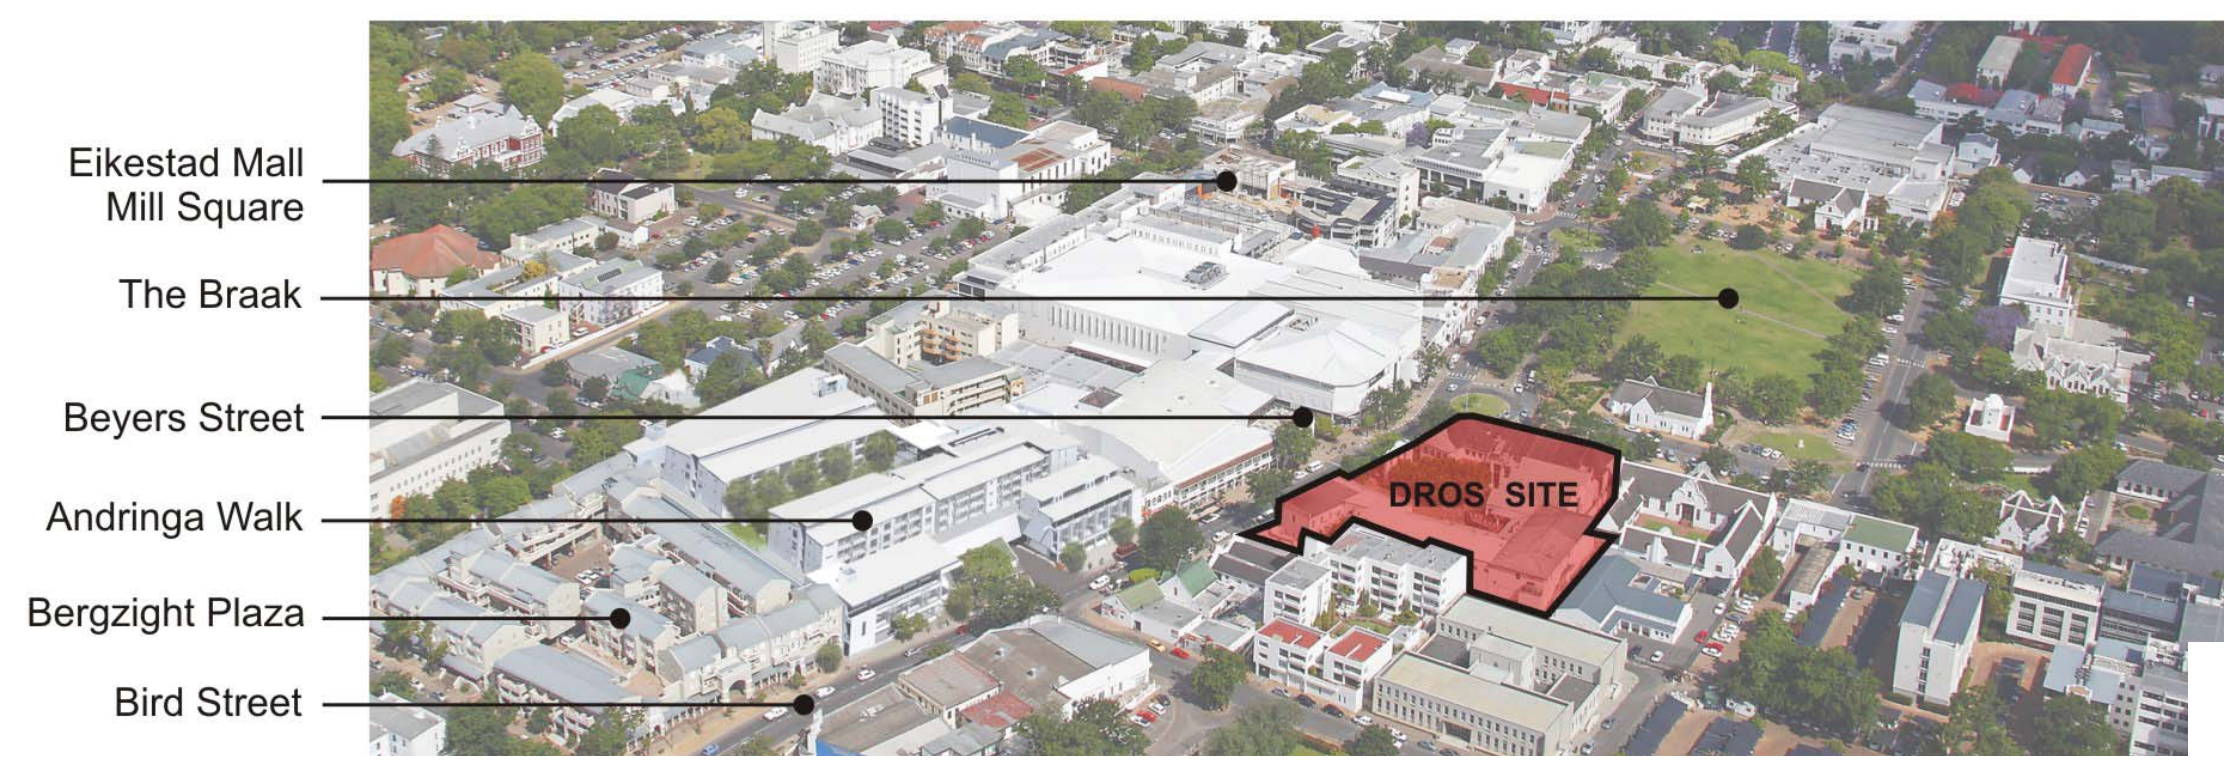 Eikestad Mall
Mill Square
The Braak
Beyers Street
DROS SITE
Andringa Walk
Bergzight Plaza
Bird Street